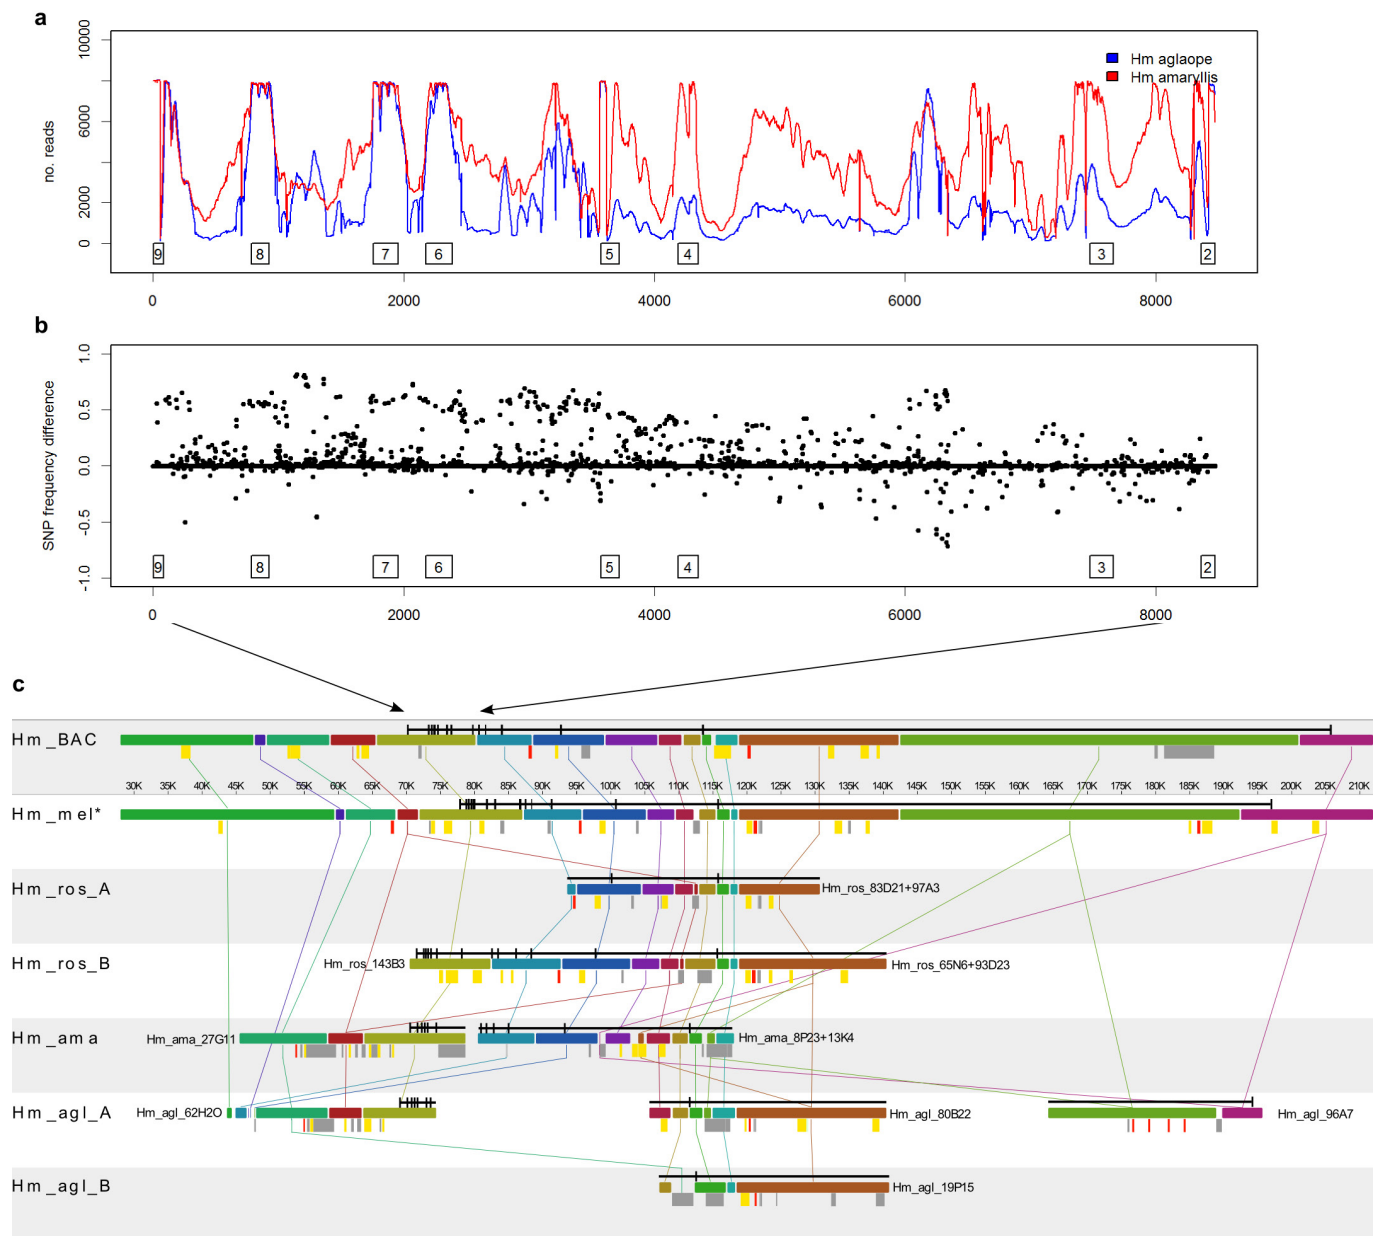 a
10000
6000
2000
0
no. reads
Hm aglaope
Hm amaryllis
9 8 7 6 5 4 3 2
0 2000 4000 6000 8000
b
1.0
0.5
0.0
-0.5
-1.0
SNP frequency difference
9 8 7 6 5 4 3 2
0 2000 4000 6000 8000
c
Hm_BAC
30K 35K 40K 45K 50K 55K 60K 65K 70K 75K 80K 85K 90K 95K 100K 105K 110K 115K 120K 125K 130K 135K 140K 145K 150K 155K 160K 165K 170K 175K 180K 185K 190K 195K 200K 205K 210K
Hm_mel*
Hm_ros_A
Hm_ros_83D21+97A3
Hm_ros_B
Hm_ros_143B3
Hm_ros_65N6+93D23
Hm_ama
Hm_ama_27G11
Hm_ama_8P23+13K4
Hm_agl_A
Hm_agl_62H2O
Hm_agl_80B22
Hm_agl_96A7
Hm_agl_B
Hm_agl_19P15